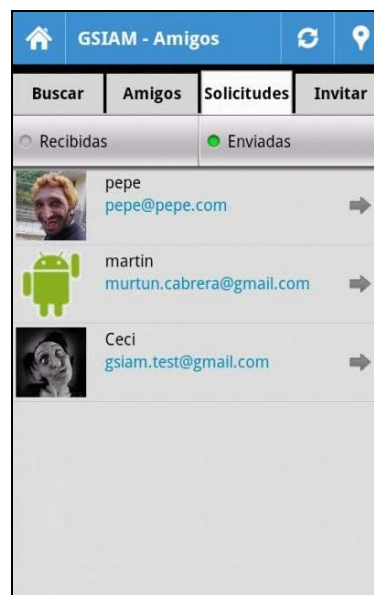 GSIAM - Amigos
Buscar Amigos Solicitudes Invitar
Recibidas Enviadas
pepe
pepe@pepe.com
martin
murtun.cabrera@gmail.com
Ceci
gsiam.test@gmail.com